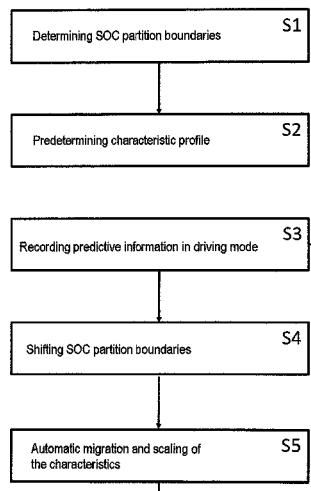 S1
Determining SOC partition boundaries
S2
Predetermining characteristic profile
S3
Recording predictive information in driving mode
S4
Shifting SOC partition boundaries
S5
Automatic migration and scaling of
the characteristics